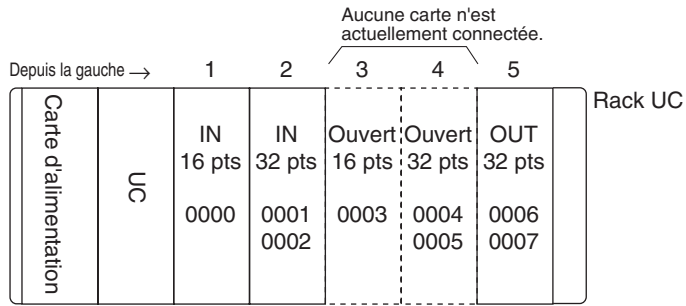 Aucune carte n'est
actuellement connectée.
Depuis la gauche → 1 2 3 4 5
Rack UC
Carte d'alimentation
UC
IN IN Ouvert Ouvert OUT
16 pts 32 pts 16 pts 32 pts 32 pts
0000 0001 0003 0004 0006
0002 0005 0007